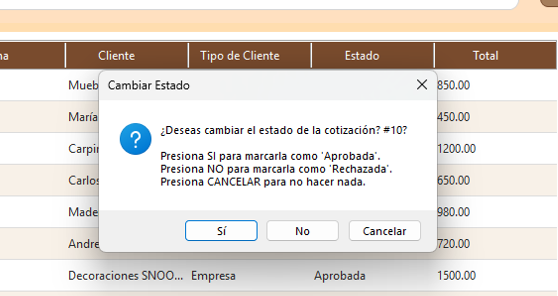 na Cliente Tipo de Cliente Estado Total
Mueb 850.00
Cambiar Estado
María 450.00
¿Deseas cambiar el estado de la cotización? #10?
Carpin 1200.00
Presiona SI para marcarla como 'Aprobada'.
Presiona NO para marcarla como 'Rechazada'.
Presiona CANCELAR para no hacer nada.
Carlos 650.00
Made 980.00
Sí No Cancelar
Andre 720.00
Decoraciones SNOO... Empresa Aprobada 1500.00